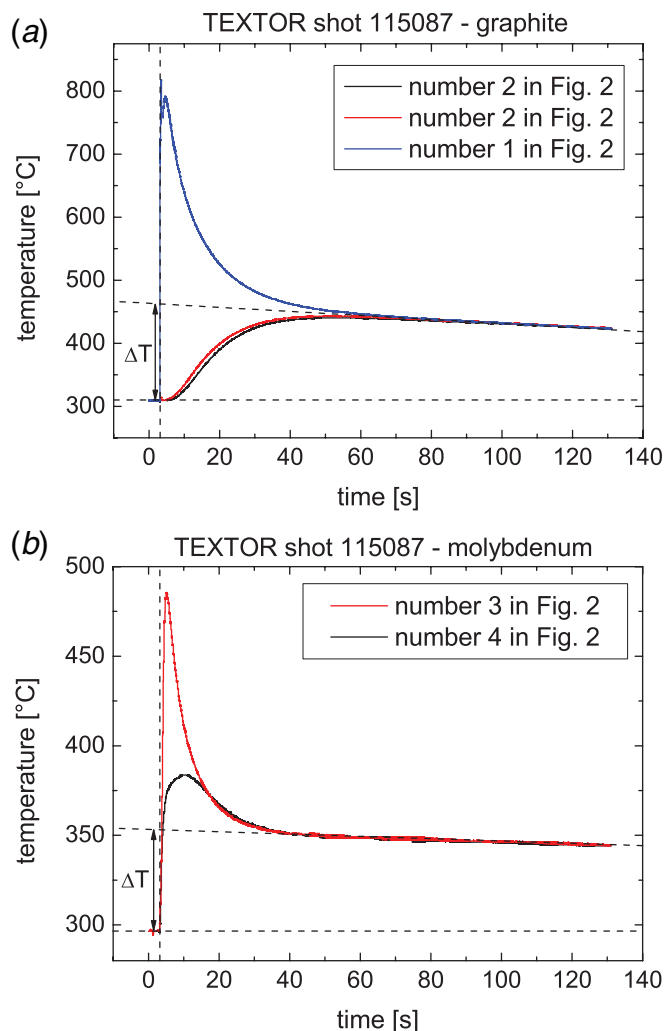 (a)
TEXTOR shot 115087 - graphite
number 2 in Fig. 2
number 2 in Fig. 2
number 1 in Fig. 2
temperature [°C]
800
700
600
500
400
300
ΔT
0 20 40 60 80 100 120 140
time [s]
(b)
TEXTOR shot 115087 - molybdenum
number 3 in Fig. 2
number 4 in Fig. 2
temperature [°C]
500
450
400
350
300
ΔT
0 20 40 60 80 100 120 140
time [s]